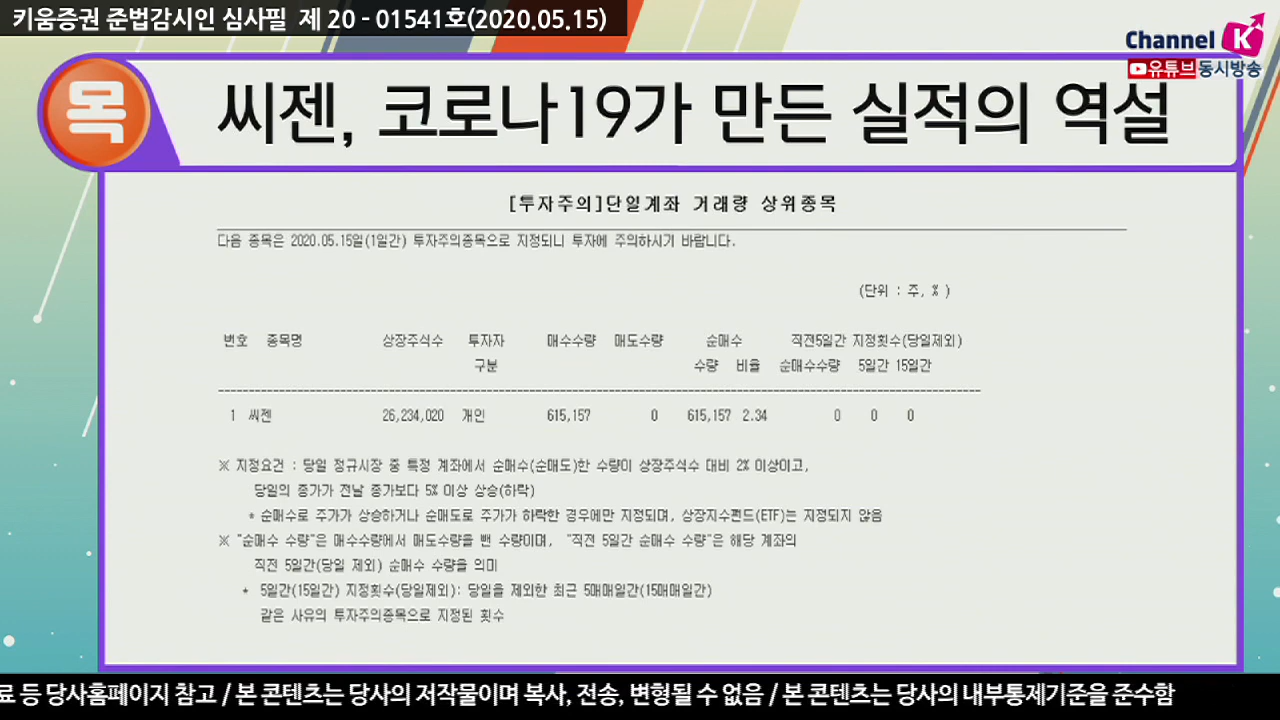 키움증권 준법감시인 심사필 제 20 - 01541호(2020.05.15)
Channel K
유튜브동시방송
목
씨젠, 코로나19가 만든 실적의 역설
[투자주의]단일계좌 거래량 상위종목
다음 종목은 2020.05.15일(1일간) 투자주의종목으로 지정되니 투자에 주의하시기 바랍니다.
(단위 : 주, % )
번호 종목명 상장주식수 투자자 매수수량 매도수량 순매수 직전5일간 지정횟수(당일제외)
구분 수량 비율 순매수수량 5일간 15일간
1 씨젠 26,234,020 개인 615,157 0 615,157 2.34 0 0 0
※ 지정요건 : 당일 정규시장 중 특정 계좌에서 순매수(순매도)한 수량이 상장주식수 대비 2% 이상이고,
당일의 종가가 전날 종가보다 5% 이상 상승(하락)
* 순매수로 주가가 상승하거나 순매도로 주가가 하락한 경우에만 지정되며, 상장지수펀드(ETF)는 지정되지 않음
※ "순매수 수량"은 매수수량에서 매도수량을 뺀 수량이며, "직전 5일간 순매수 수량"은 해당 계좌의
직전 5일간(당일 제외) 순매수 수량을 의미
* 5일간(15일간) 지정횟수(당일제외): 당일을 제외한 최근 5매매일간(15매매일간)
같은 사유의 투자주의종목으로 지정된 횟수
료 등 당사홈페이지 참고 / 본 콘텐츠는 당사의 저작물이며 복사, 전송, 변형될 수 없음 / 본 콘텐츠는 당사의 내부통제기준을 준수함